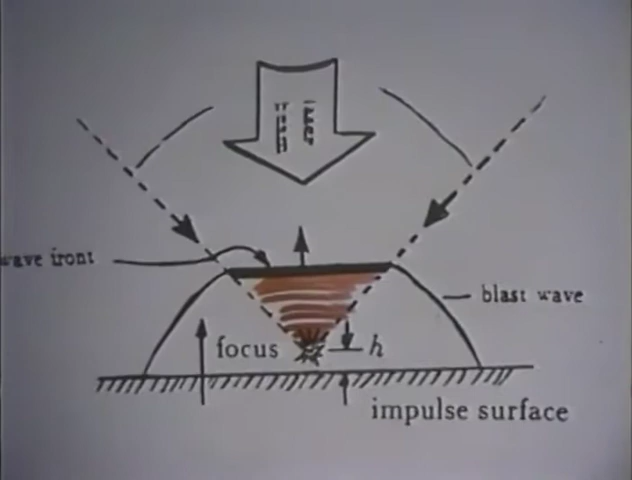 wave front
blast wave
focus
h
impulse surface